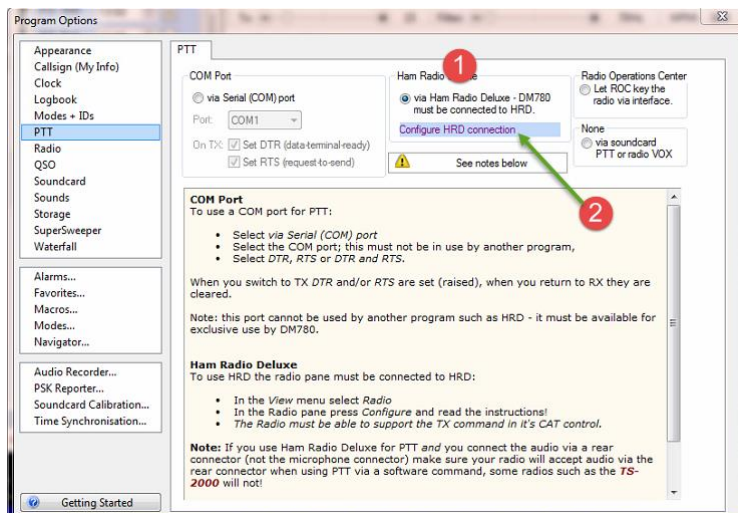 Program Options
Appearance
Callsign (My Info)
Clock
Logbook
Modes + IDs
PTT
Radio
QSO
Soundcard
Sounds
Storage
SuperSweeper
Waterfall
Alarms...
Favorites...
Macros...
Modes...
Navigator...
Audio Recorder...
PSK Reporter...
Soundcard Calibration...
Time Synchronisation...
Getting Started
PTT
COM Port
via Serial (COM) port
Port: COM1
On TX: Set DTR (data-terminal-ready)
Set RTS (request-to-send)
Ham Radio
1
via Ham Radio Deluxe - DM780
must be connected to HRD.
Configure HRD connection
See notes below
2
Radio Operations Center
Let ROC key the
radio via interface.
None
via soundcard
PTT or radio VOX
COM Port
To use a COM port for PTT:
• Select via Serial (COM) port
• Select the COM port; this must not be in use by another program,
• Select DTR, RTS or DTR and RTS.
When you switch to TX DTR and/or RTS are set (raised), when you return to RX they are
cleared.
Note: this port cannot be used by another program such as HRD - it must be available for
exclusive use by DM780.
Ham Radio Deluxe
To use HRD the radio pane must be connected to HRD:
• In the View menu select Radio
• In the Radio pane press Configure and read the instructions!
• The Radio must be able to support the TX command in it's CAT control.
Note: If you use Ham Radio Deluxe for PTT and you connect the audio via a rear
connector (not the microphone connector) make sure your radio will accept audio via the
rear connector when using PTT via a software command, some radios such as the TS-
2000 will not!